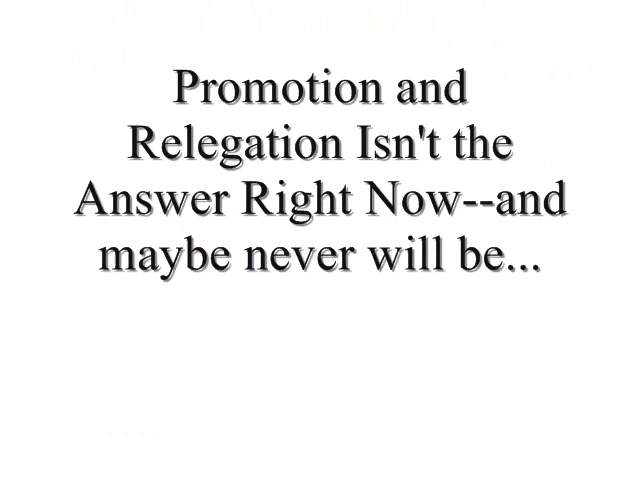 Promotion and
Relegation Isn't the
Answer Right Now--and
maybe never will be...